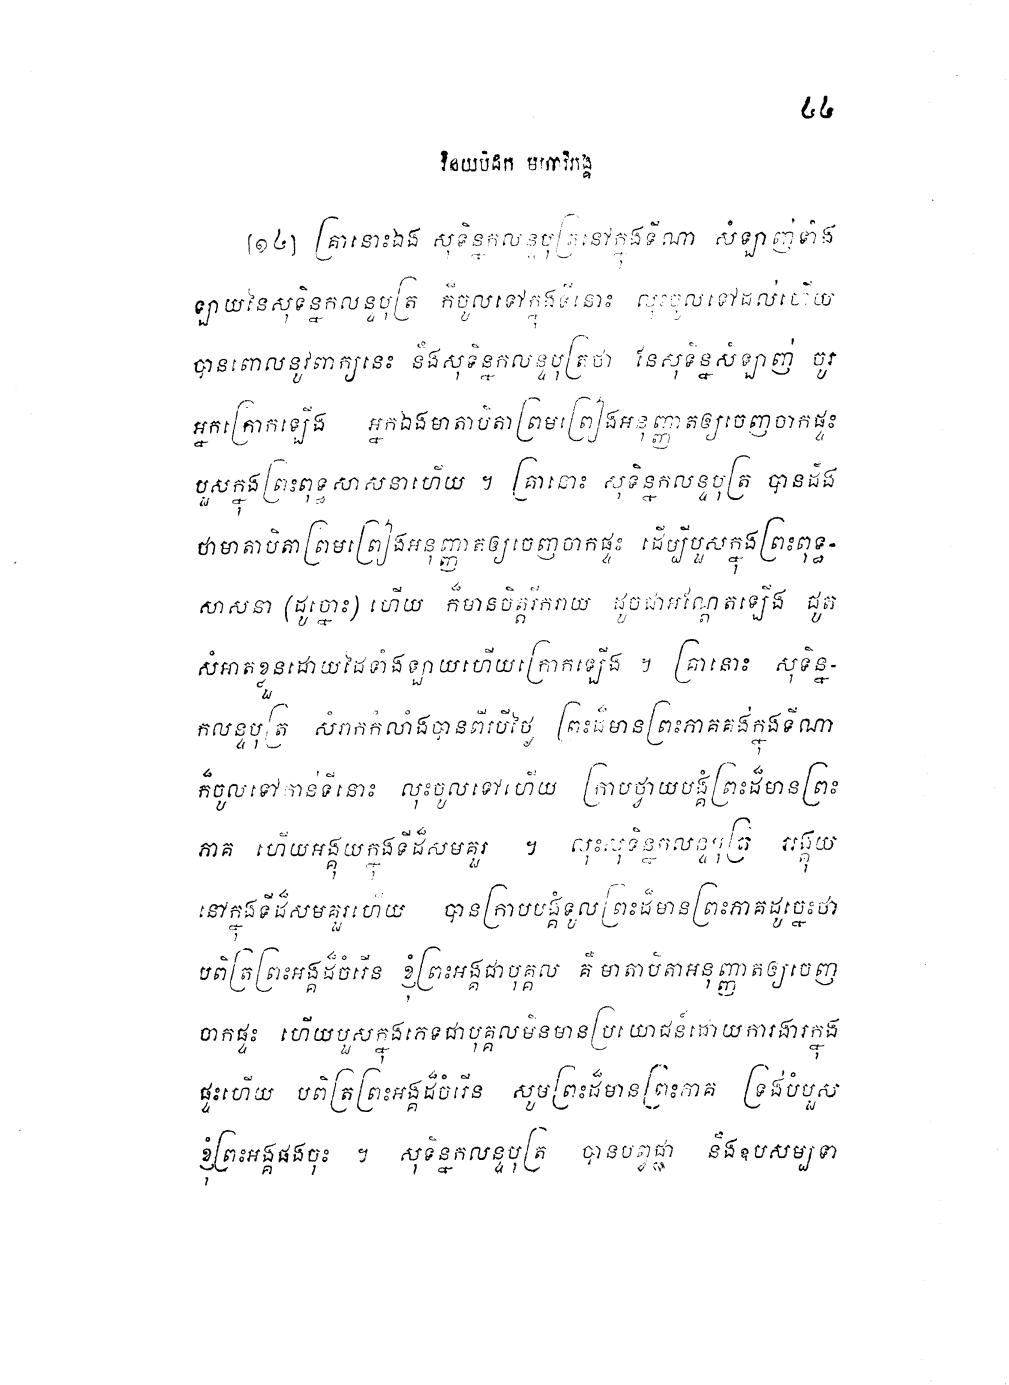 ៤៤
វិនយបិដក មហាវិភង្គ
[១៤] គ្រានោះឯង សុទិន្នកលន្ទបុត្រនៅក្នុងទីណា សំឡាញ់ទាំង
ឡាយនៃសុទិន្នកលន្ទបុត្រ ក៏ចូលទៅក្នុងទីនោះ លុះចូលទៅដល់ហើយ
បានពោលនូវពាក្យនេះ នឹងសុទិន្នកលន្ទបុត្រថា នែសុទិន្នសំឡាញ់ ចូរ
អ្នកក្រោកឡើង អ្នកឯងមាតាបិតាព្រមព្រៀងអនុញ្ញាតឲ្យចេញចាកផ្ទះ
បួសក្នុងព្រះពុទ្ធសាសនាហើយ ។ គ្រានោះ សុទិន្នកលន្ទបុត្រ បានដឹង
ថាមាតាបិតាព្រមព្រៀងអនុញ្ញាតឲ្យចេញចាកផ្ទះ ដើម្បីបួសក្នុងព្រះពុទ្ធ-
សាសនា (ដូច្នោះ) ហើយ ក៏មានចិត្តរីករាយ ដូចជាអណ្តែតឡើង ជូត
សំអាតខ្លួនដោយដៃទាំងឡាយហើយក្រោកឡើង ។ គ្រានោះ សុទិន្ន-
កលន្ទបុត្រ សំរាកកំលាំងបានពីរបីថ្ងៃ ព្រះដ៏មានព្រះភាគគង់ក្នុងទីណា
ក៏ចូលទៅកាន់ទីនោះ លុះចូលទៅហើយ ក្រាបថ្វាយបង្គំព្រះដ៏មានព្រះ
ភាគ ហើយអង្គុយក្នុងទីដ៏សមគួរ ។ លុះសុទិន្នកលន្ទបុត្រ អង្គុយ
នៅក្នុងទីដ៏សមគួរហើយ បានក្រាបបង្គំទូលព្រះដ៏មានព្រះភាគដូច្នេះថា
បពិត្រព្រះអង្គដ៏ចំរើន ខ្ញុំព្រះអង្គជាបុគ្គល គឺ មាតាបិតាអនុញ្ញាតឲ្យចេញ
ចាកផ្ទះ ហើយបួសក្នុងភេទជាបុគ្គលមិនមានប្រយោជន៍ដោយការងារក្នុង
ផ្ទះហើយ បពិត្រព្រះអង្គដ៏ចំរើន សូមព្រះដ៏មានព្រះភាគ ទ្រង់បំបួស
ខ្ញុំព្រះអង្គផងចុះ ។ សុទិន្នកលន្ទបុត្រ បានបព្វជ្ជា នឹងឧបសម្បទា